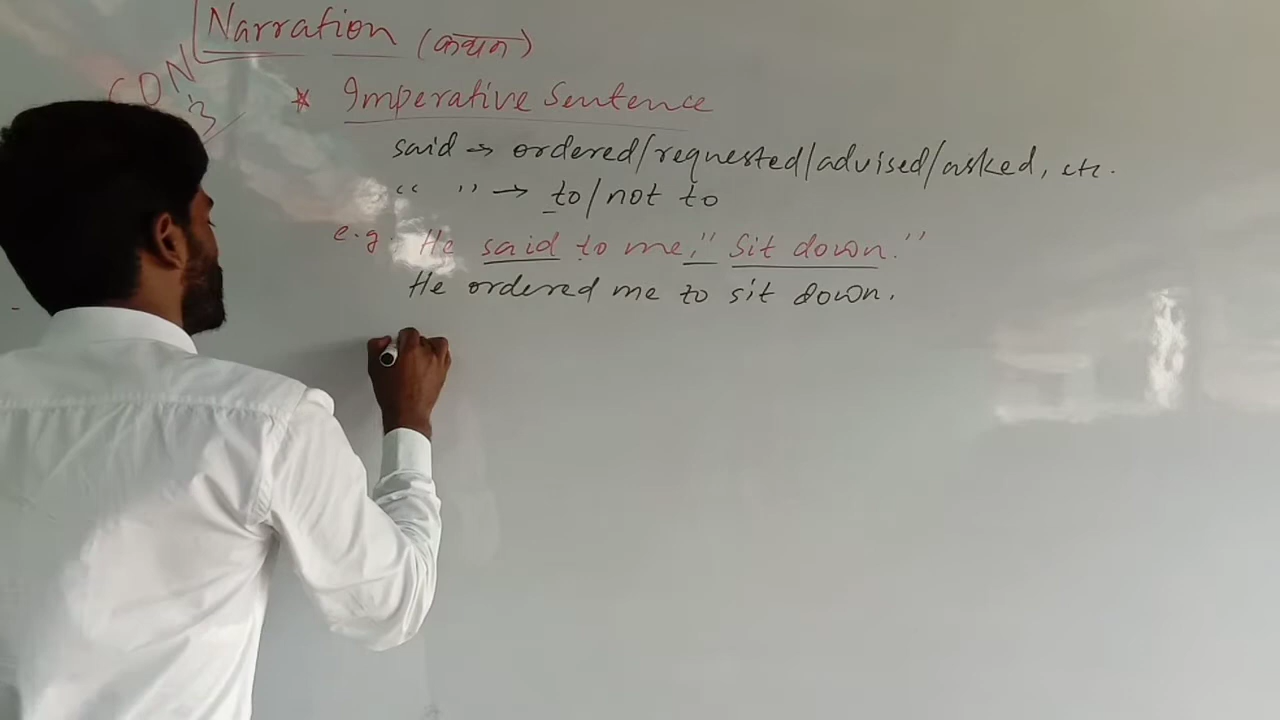 Narration (कथन)
CON
* Imperative Sentence
said → ordered/requested/advised/asked, etc.
“ ” → to/not to
e.g. He said to me," Sit down."
He ordered me to sit down.